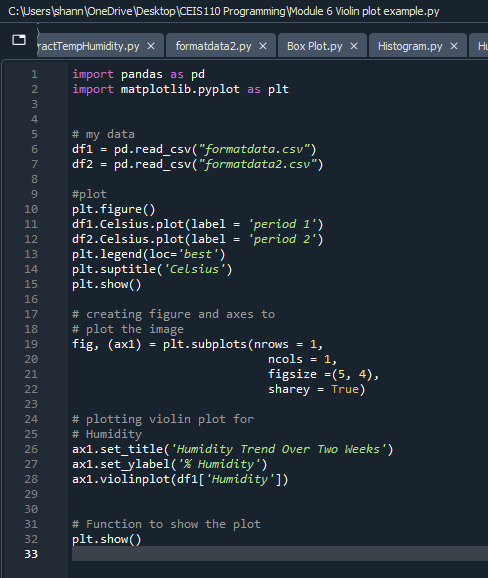 C:\Users\shann\OneDrive\Desktop\CEIS110 Programming\Module 6 Violin plot example.py
ractTempHumidity.py × formatdata2.py × Box Plot.py × Histogram.py × Hu
1 import pandas as pd
2 import matplotlib.pyplot as plt
3
4
5 # my data
6 df1 = pd.read_csv("formatdata.csv")
7 df2 = pd.read_csv("formatdata2.csv")
8
9 #plot
10 plt.figure()
11 df1.Celsius.plot(label = 'period 1')
12 df2.Celsius.plot(label = 'period 2')
13 plt.legend(loc='best')
14 plt.suptitle('Celsius')
15 plt.show()
16
17 # creating figure and axes to
18 # plot the image
19 fig, (ax1) = plt.subplots(nrows = 1,
20 ncols = 1,
21 figsize =(5, 4),
22 sharey = True)
23
24 # plotting violin plot for
25 # Humidity
26 ax1.set_title('Humidity Trend Over Two Weeks')
27 ax1.set_ylabel('% Humidity')
28 ax1.violinplot(df1['Humidity'])
29
30
31 # Function to show the plot
32 plt.show()
33